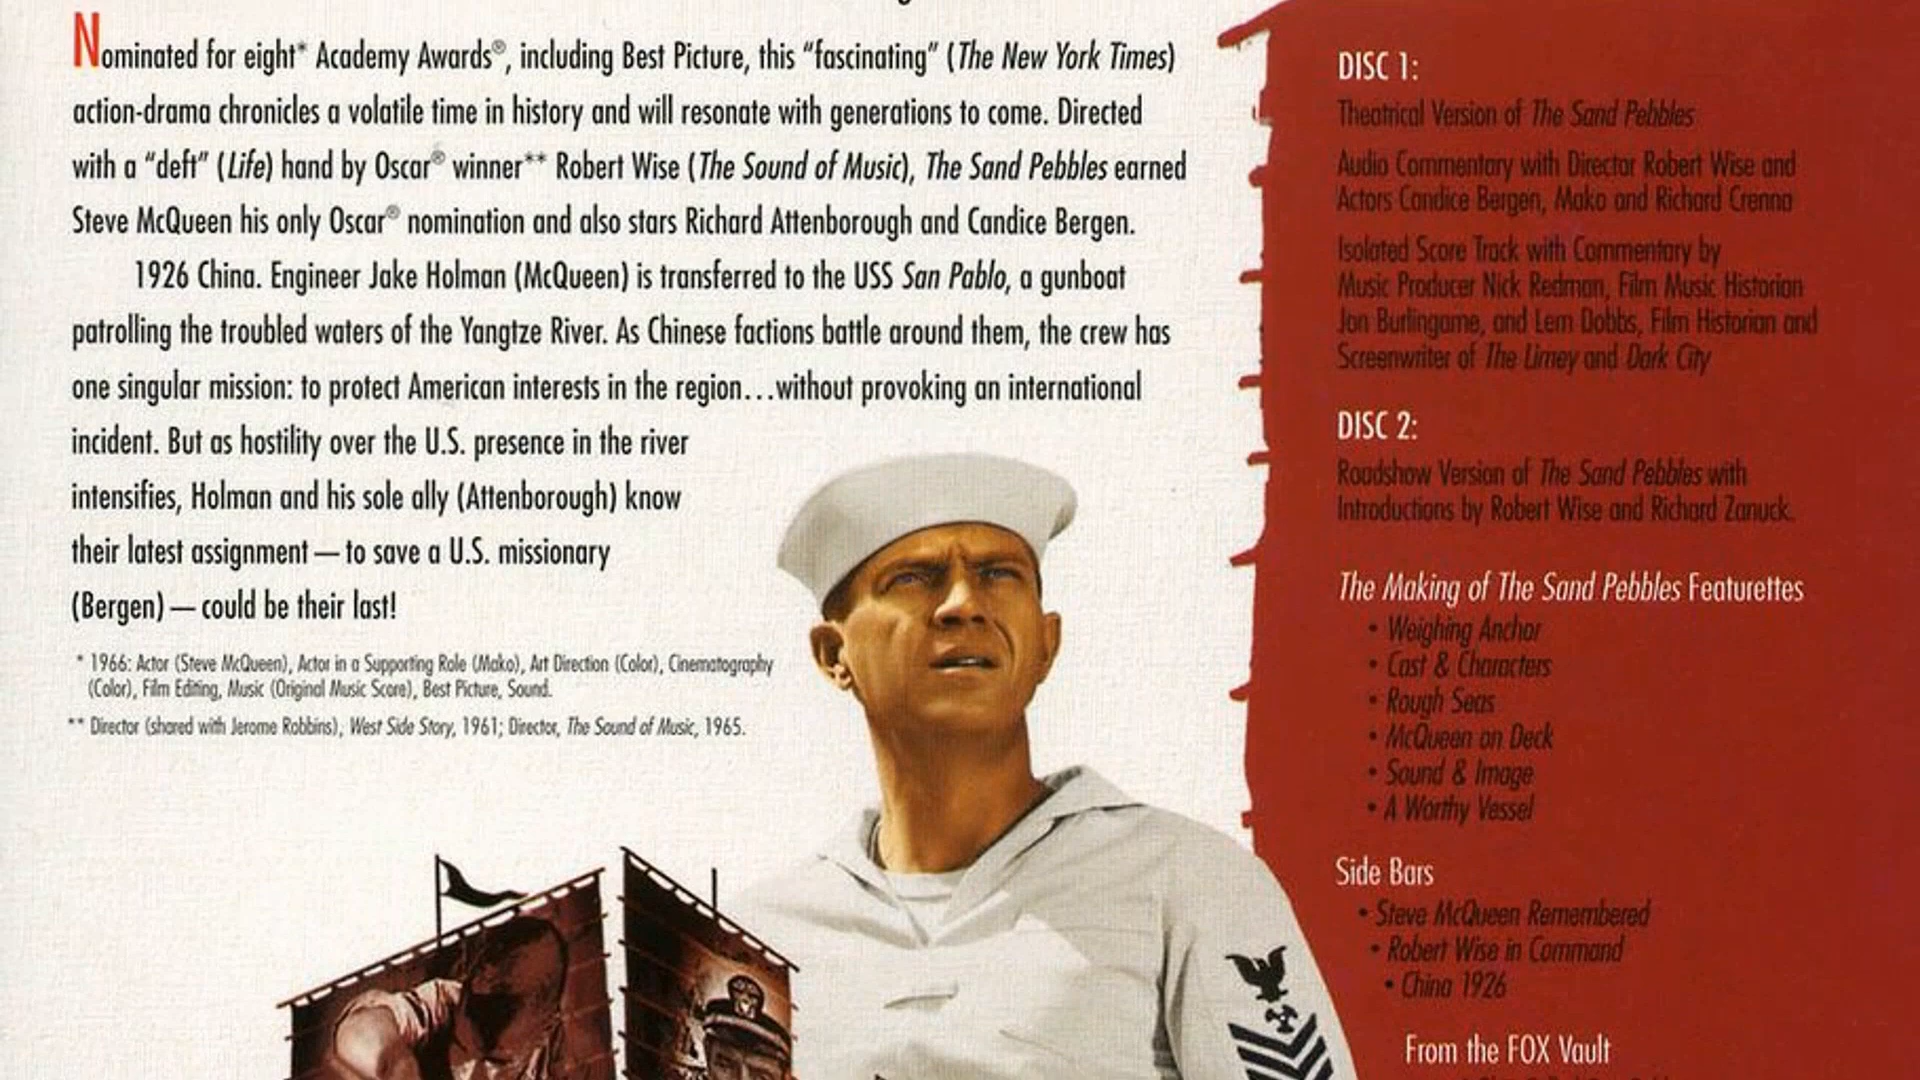 Nominated for eight* Academy Awards®, including Best Picture, this “fascinating” (The New York Times)
action-drama chronicles a volatile time in history and will resonate with generations to come. Directed
with a “deft” (Life) hand by Oscar® winner** Robert Wise (The Sound of Music), The Sand Pebbles earned
Steve McQueen his only Oscar® nomination and also stars Richard Attenborough and Candice Bergen.
1926 China. Engineer Jake Holman (McQueen) is transferred to the USS San Pablo, a gunboat
patrolling the troubled waters of the Yangtze River. As Chinese factions battle around them, the crew has
one singular mission: to protect American interests in the region…without provoking an international
incident. But as hostility over the U.S. presence in the river
intensifies, Holman and his sole ally (Attenborough) know
their latest assignment — to save a U.S. missionary
(Bergen) — could be their last!
* 1966: Actor (Steve McQueen), Actor in a Supporting Role (Mako), Art Direction (Color), Cinematography
(Color), Film Editing, Music (Original Music Score), Best Picture, Sound.
** Director (shared with Jerome Robbins), West Side Story, 1961; Director, The Sound of Music, 1965.
DISC 1:
Theatrical Version of The Sand Pebbles
Audio Commentary with Director Robert Wise and
Actors Candice Bergen, Mako and Richard Crenna
Isolated Score Track with Commentary by
Music Producer Nick Redman, Film Music Historian
Jon Burlingame, and Lem Dobbs, Film Historian and
Screenwriter of The Limey and Dark City
DISC 2:
Roadshow Version of The Sand Pebbles with
Introductions by Robert Wise and Richard Zanuck.
The Making of The Sand Pebbles Featurettes
• Weighing Anchor
• Cast & Characters
• Rough Seas
• McQueen on Deck
• Sound & Image
• A Worthy Vessel
Side Bars
• Steve McQueen Remembered
• Robert Wise in Command
• China 1926
From the FOX Vault